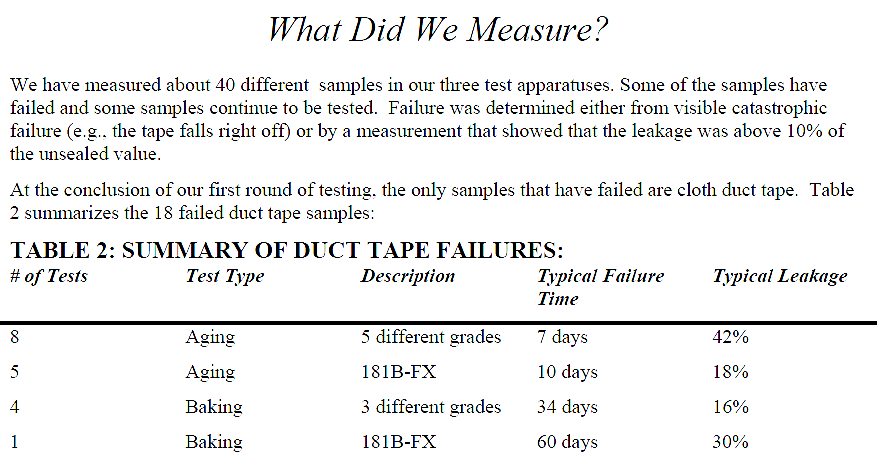 What Did We Measure?
We have measured about 40 different samples in our three test apparatuses. Some of the samples have
failed and some samples continue to be tested. Failure was determined either from visible catastrophic
failure (e.g., the tape falls right off) or by a measurement that showed that the leakage was above 10% of
the unsealed value.
At the conclusion of our first round of testing, the only samples that have failed are cloth duct tape. Table
2 summarizes the 18 failed duct tape samples:
TABLE 2: SUMMARY OF DUCT TAPE FAILURES:
# of Tests Test Type Description Typical Failure Typical Leakage
Time
8 Aging 5 different grades 7 days 42%
5 Aging 181B-FX 10 days 18%
4 Baking 3 different grades 34 days 16%
1 Baking 181B-FX 60 days 30%